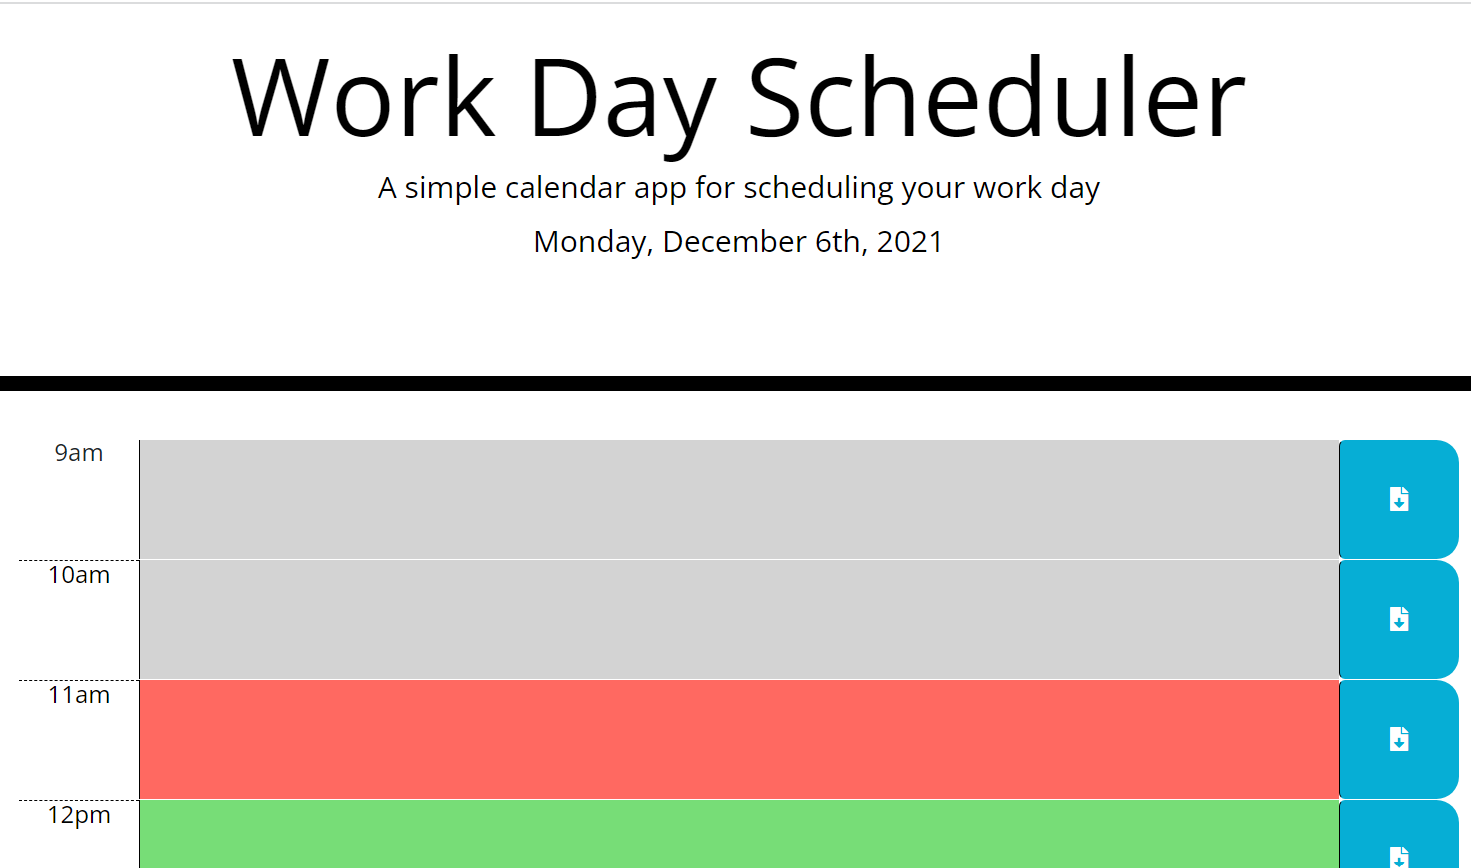 Work Day Scheduler
A simple calendar app for scheduling your work day
Monday, December 6th, 2021
9am
10am
11am
12pm